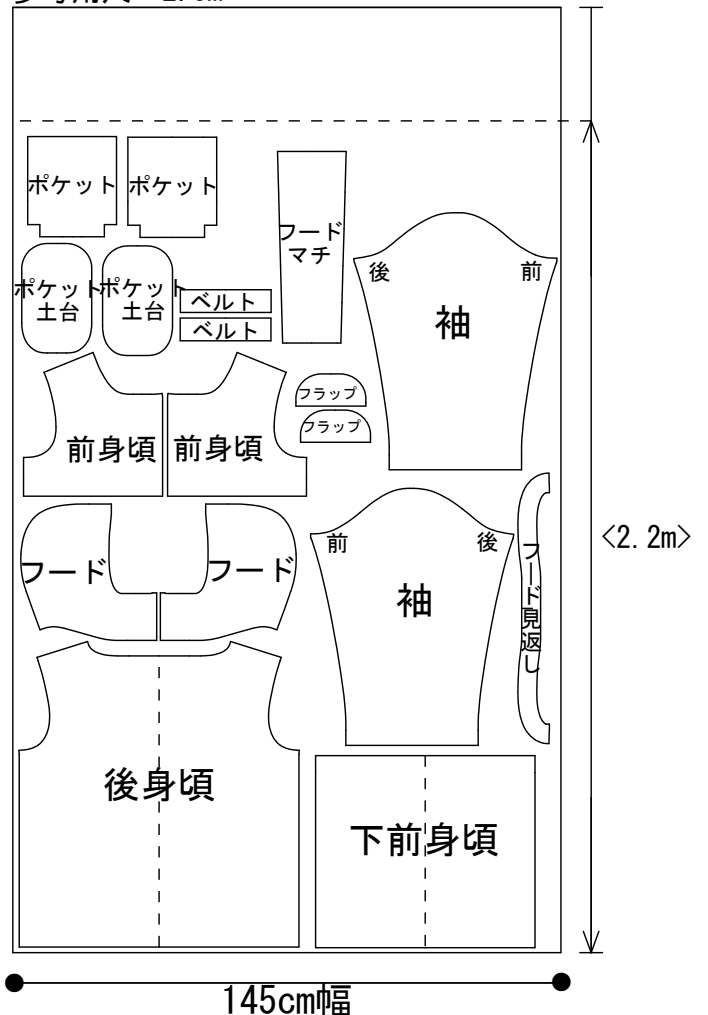 ポケット
ポケット
フード
マチ
後
前
袖
ポケット
土台
ポケット
土台
ベルト
ベルト
フラップ
フラップ
前身頃
前身頃
フード
フード
前
後
袖
フード見返し
<2.2m>
後身頃
下前身頃
145cm幅